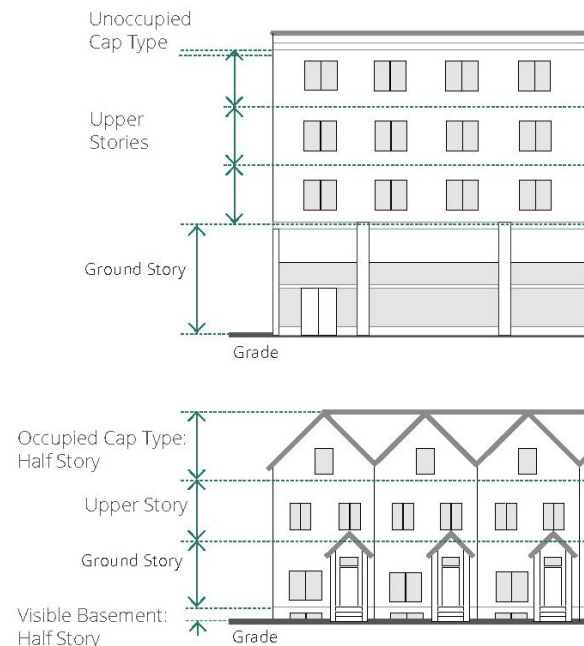 Unoccupied
Cap Type
Upper
Stories
Ground Story
Grade
Occupied Cap Type:
Half Story
Upper Story
Ground Story
Visible Basement:
Half Story
Grade